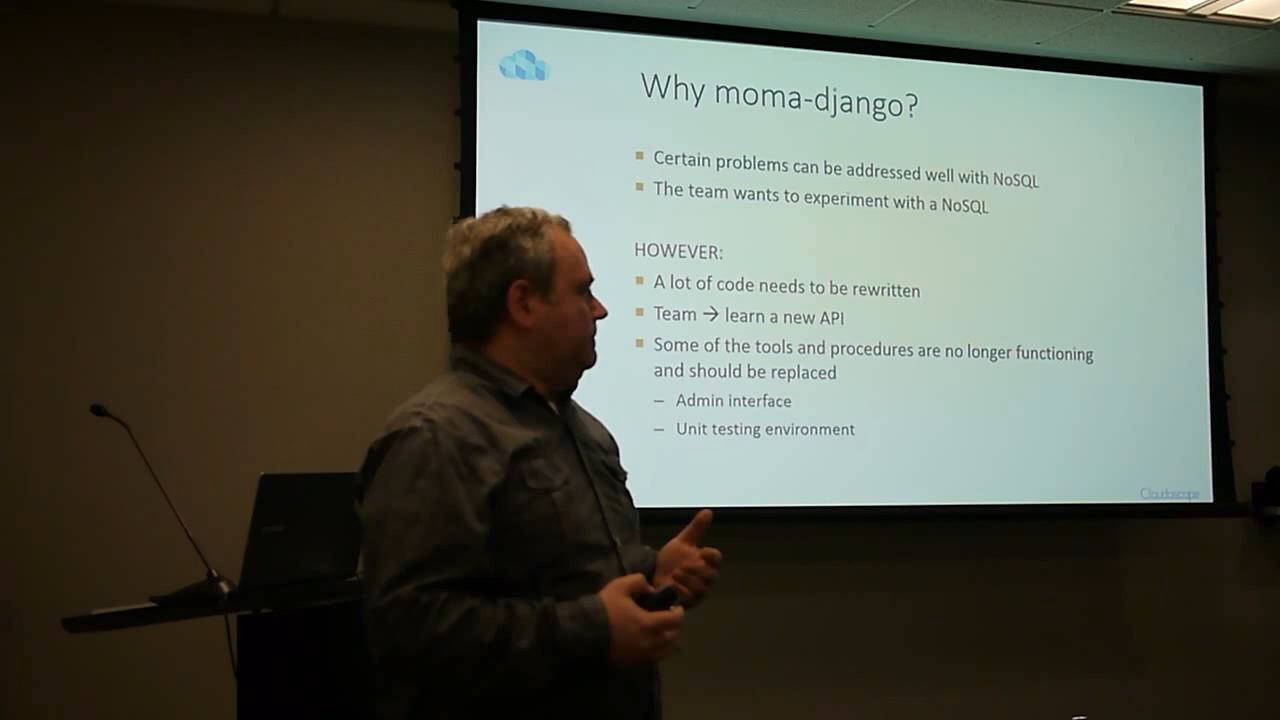 Why moma-django?
Certain problems can be addressed well with NoSQL
The team wants to experiment with a NoSQL
HOWEVER:
A lot of code needs to be rewritten
Team → learn a new API
Some of the tools and procedures are no longer functioning
and should be replaced
– Admin interface
– Unit testing environment
Cloudoscope